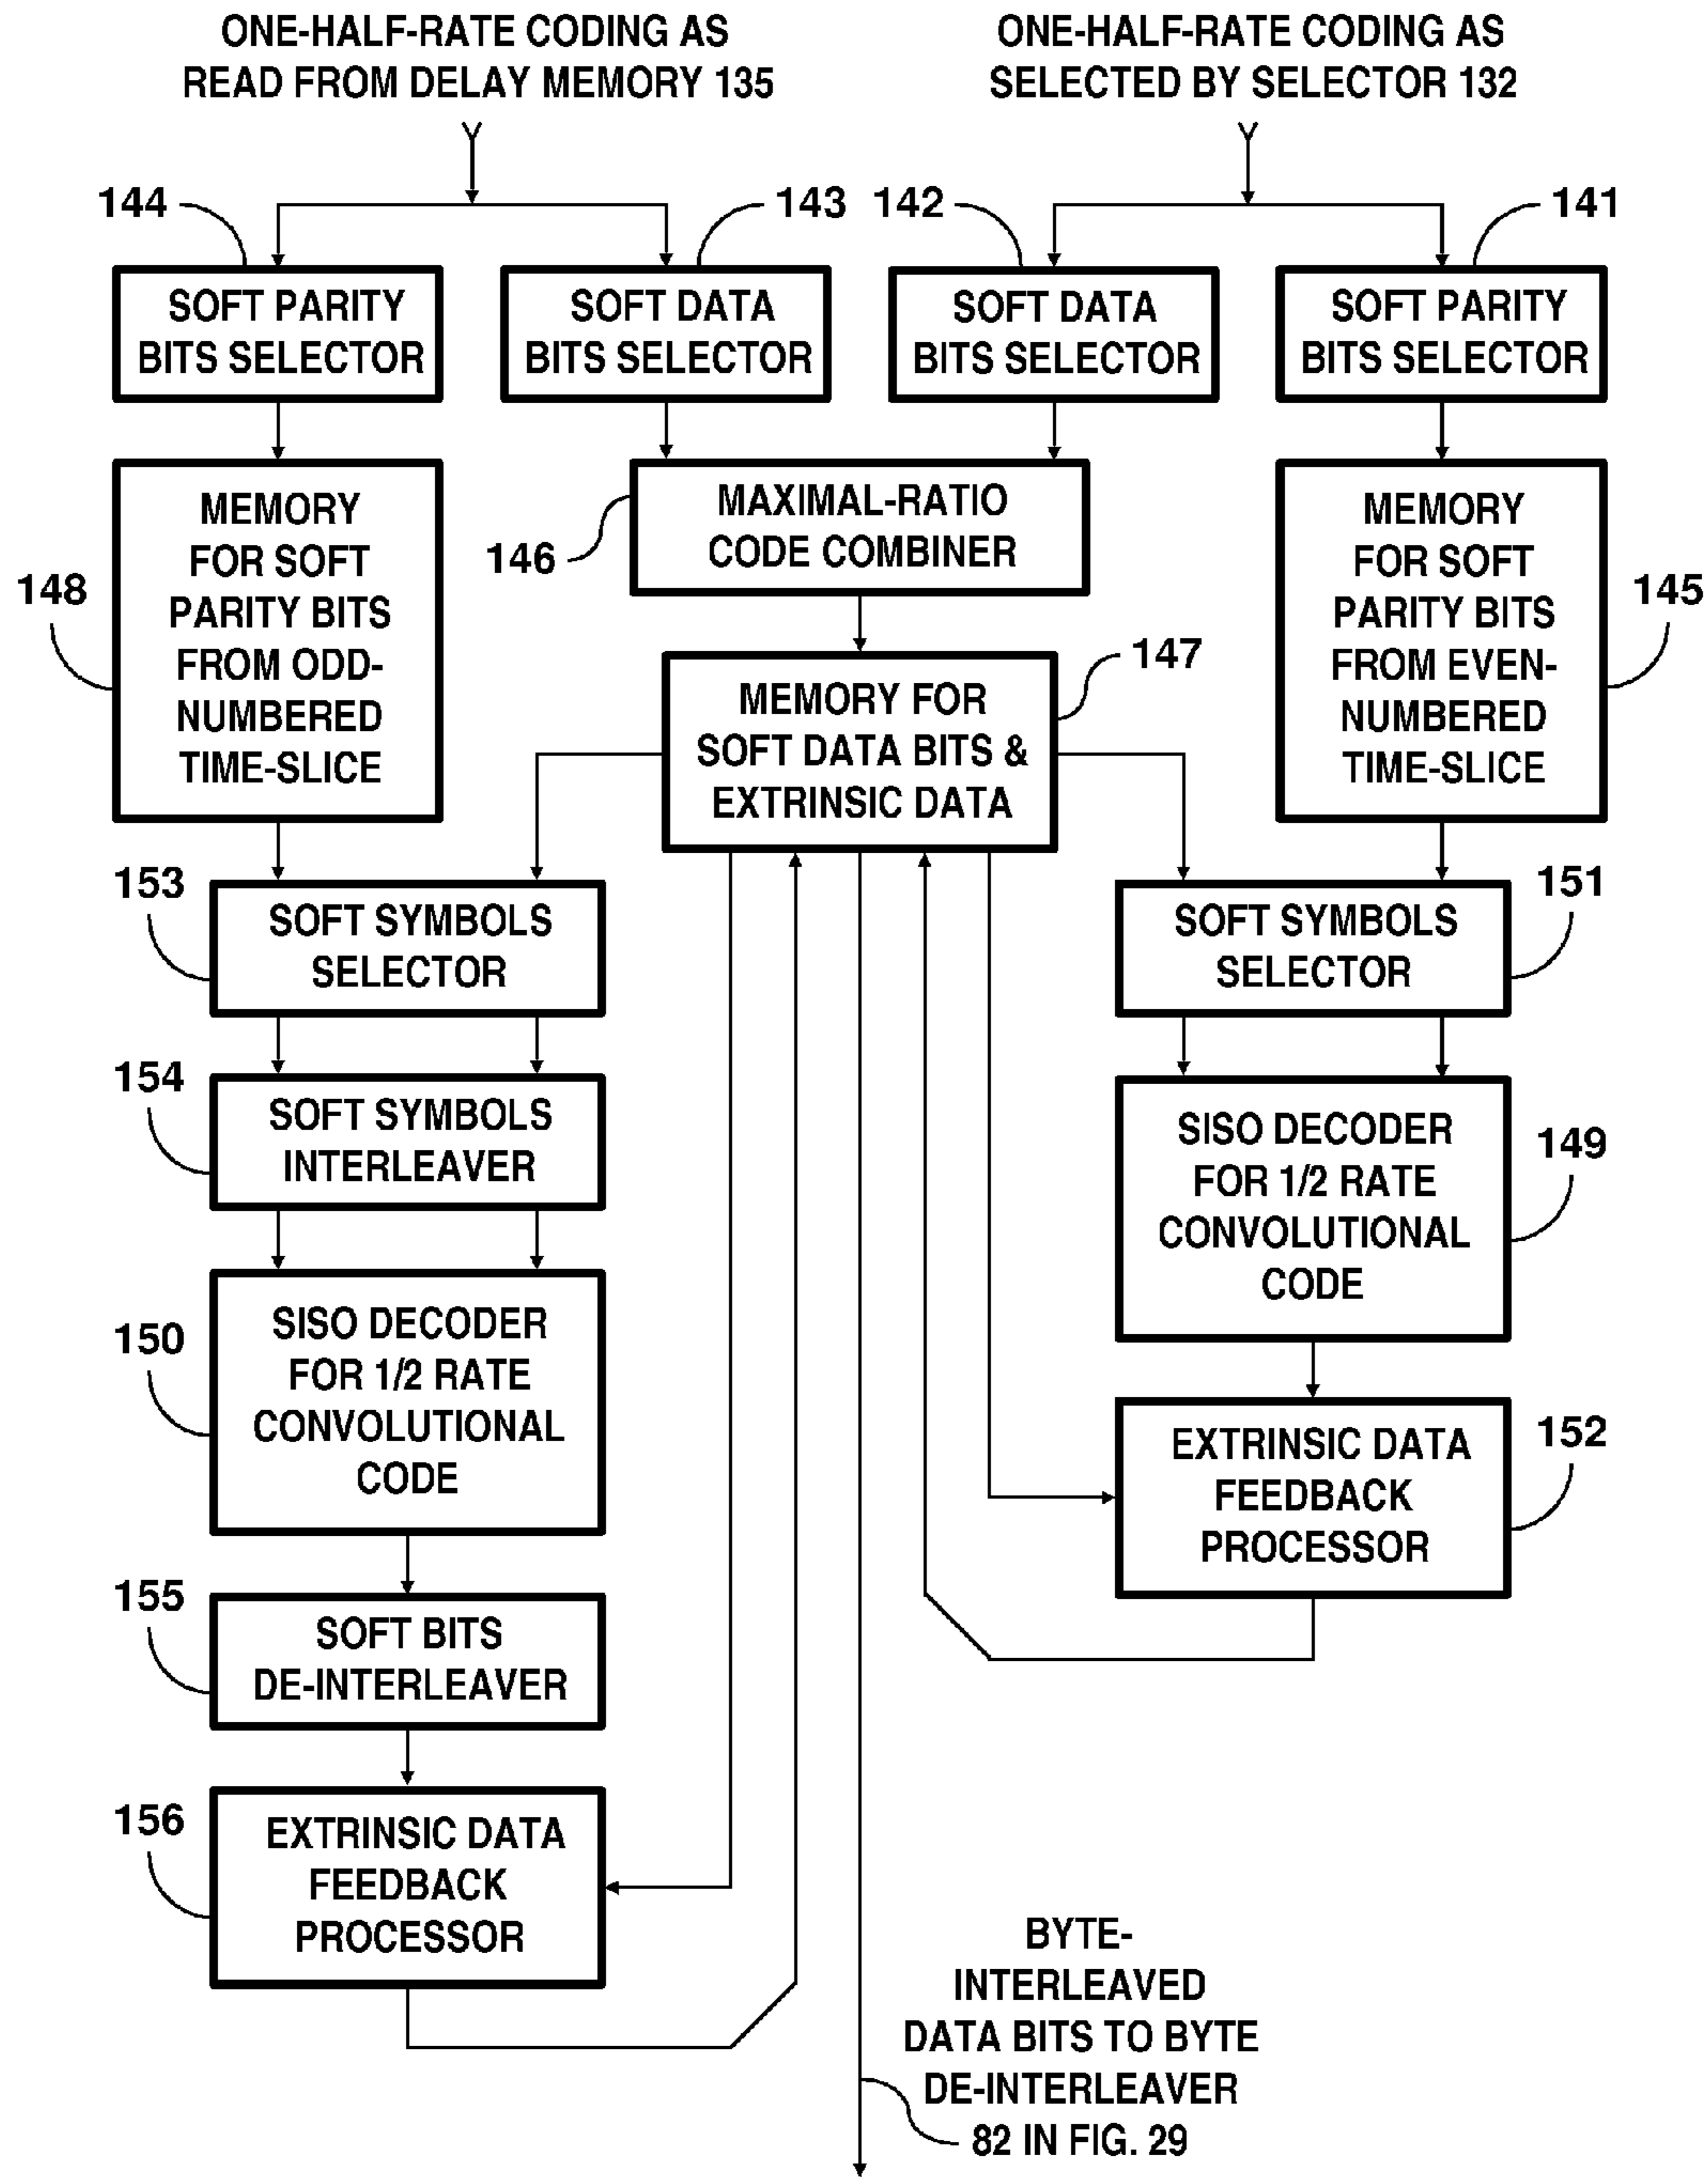 ONE-HALF-RATE CODING AS
READ FROM DELAY MEMORY 135
ONE-HALF-RATE CODING AS
SELECTED BY SELECTOR 132
144
143
142
141
SOFT PARITY
BITS SELECTOR
SOFT DATA
BITS SELECTOR
SOFT DATA
BITS SELECTOR
SOFT PARITY
BITS SELECTOR
148
MEMORY
FOR SOFT
PARITY BITS
FROM ODD-
NUMBERED
TIME-SLICE
146
MAXIMAL-RATIO
CODE COMBINER
MEMORY
FOR SOFT
PARITY BITS
FROM EVEN-
NUMBERED
TIME-SLICE
145
147
MEMORY FOR
SOFT DATA BITS &
EXTRINSIC DATA
153
SOFT SYMBOLS
SELECTOR
SOFT SYMBOLS
SELECTOR
151
154
SOFT SYMBOLS
INTERLEAVER
SISO DECODER
FOR 1/2 RATE
CONVOLUTIONAL
CODE
149
150
SISO DECODER
FOR 1/2 RATE
CONVOLUTIONAL
CODE
EXTRINSIC DATA
FEEDBACK
PROCESSOR
152
155
SOFT BITS
DE-INTERLEAVER
156
EXTRINSIC DATA
FEEDBACK
PROCESSOR
BYTE-
INTERLEAVED
DATA BITS TO BYTE
DE-INTERLEAVER
82 IN FIG. 29